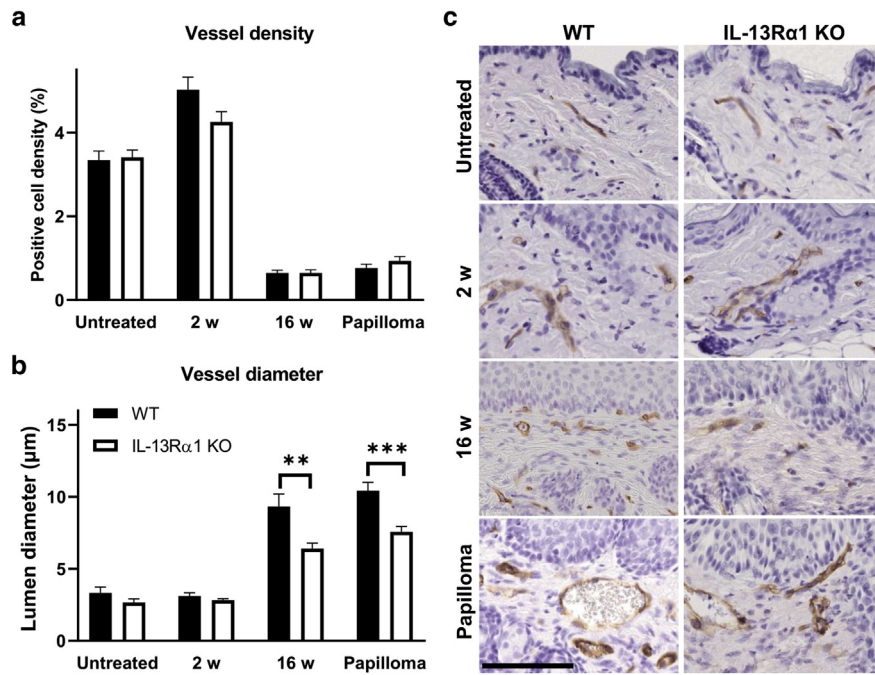 a
Vessel density
Positive cell density (%)
4
2
0
Untreated 2 w 16 w Papilloma
b
Vessel diameter
Lumen diameter (μm)
15
10
5
0
WT
IL-13Rα1 KO
**
***
Untreated 2 w 16 w Papilloma
c
WT IL-13Rα1 KO
Untreated
2 w
16 w
Papilloma